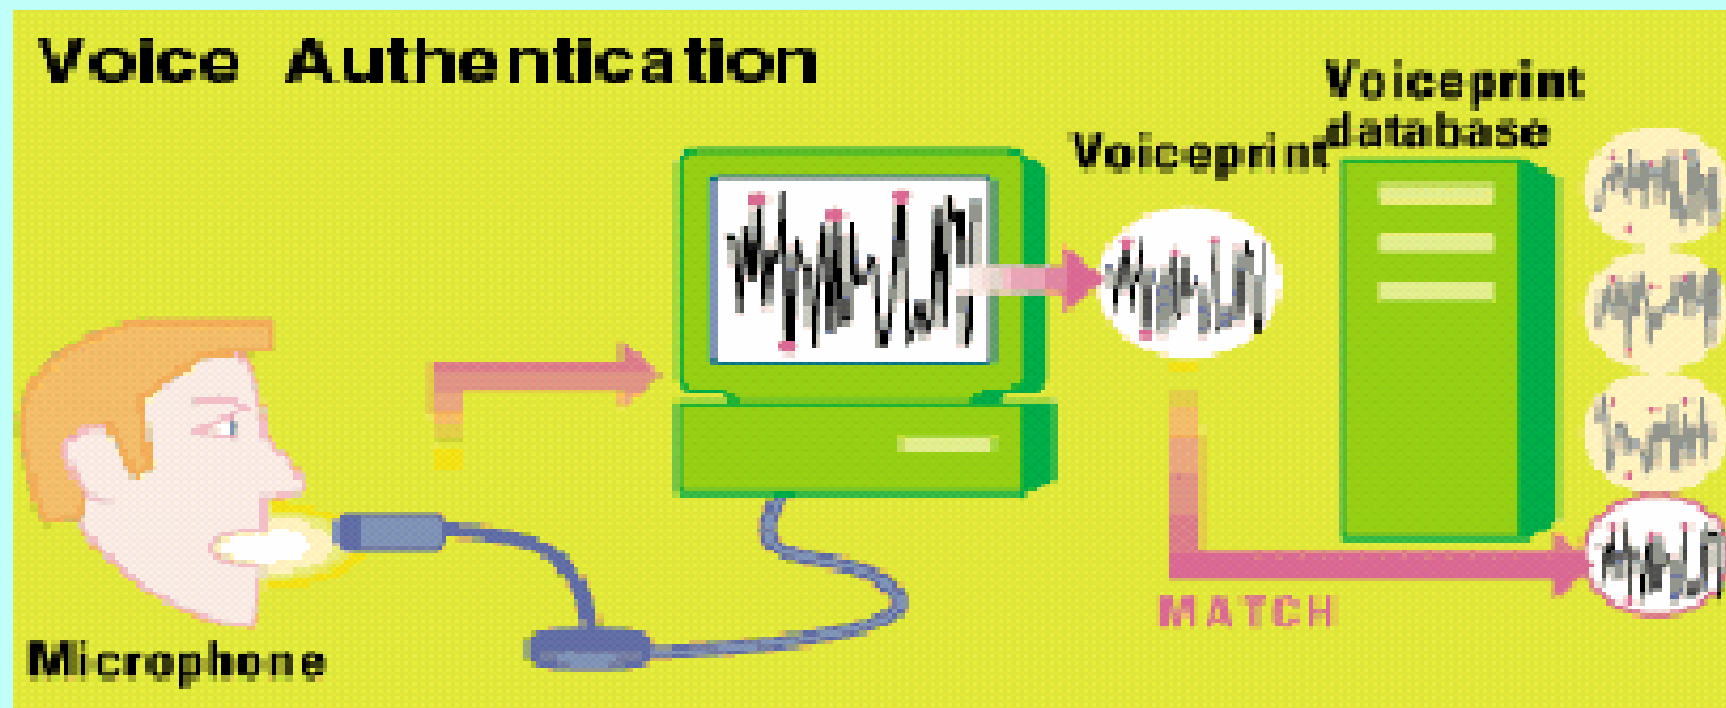 Voice Authentication
Voiceprint
database
Voiceprint
MATCH
Microphone